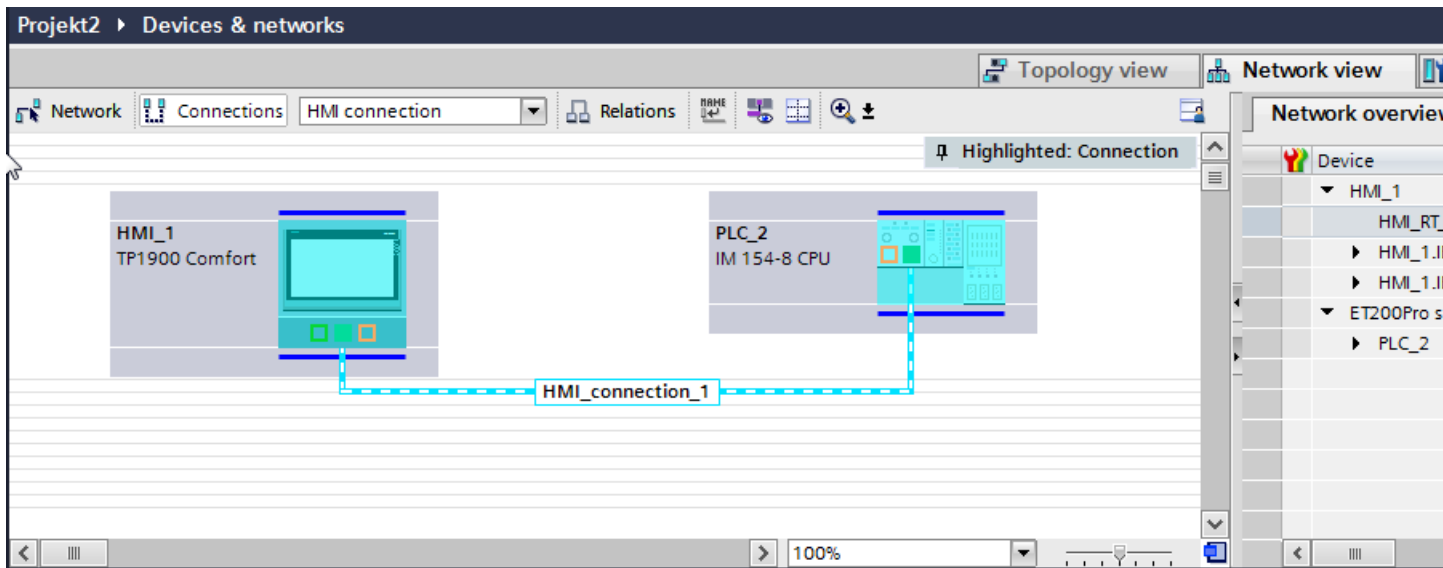 Projekt2 ▸ Devices & networks
Topology view
Network view
Network
Connections
HMI connection
Relations
NAME
Network overview
Highlighted: Connection
Device
HMI_1
TP1900 Comfort
PLC_2
IM 154-8 CPU
HMI_1
HMI_RT_
HMI_1.I
HMI_1.I
ET200Pro s
PLC_2
HMI_connection_1
100%